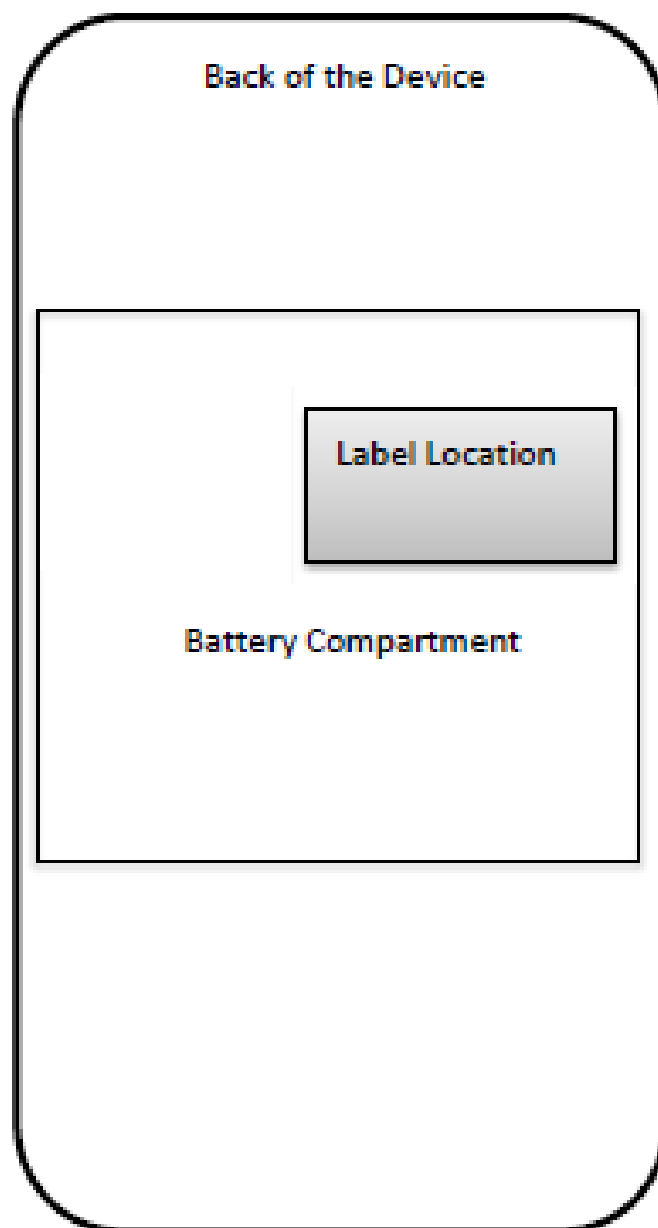 Back of the Device
Label Location
Battery Compartment